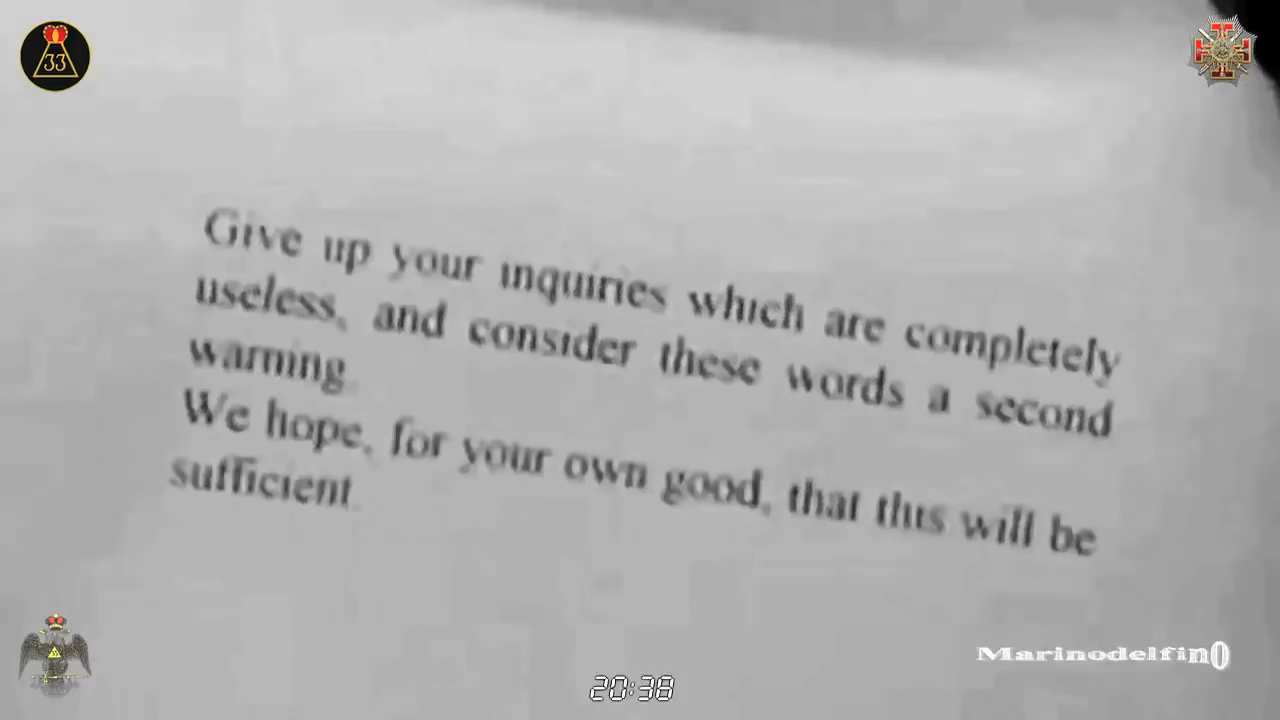 33
Give up your inquiries which are completely
useless, and consider these words a second
warning.
We hope, for your own good, that this will be
sufficient.
Marinodelfin0
20:38